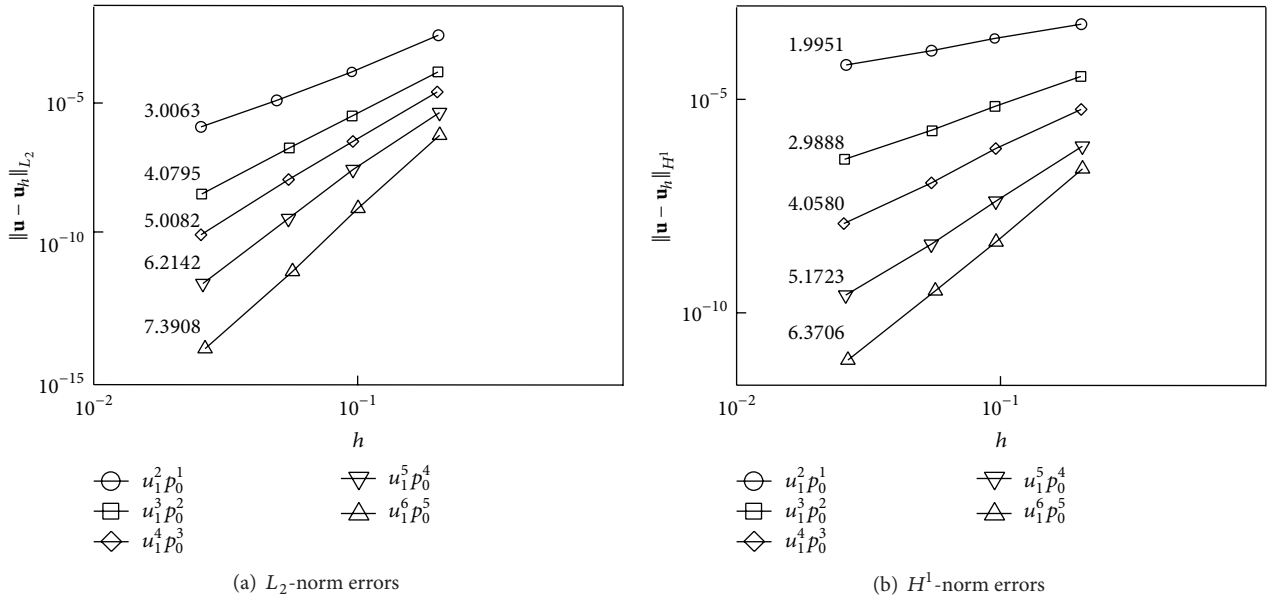 ‖u − u_h‖_{L_2}
10^{-5}
10^{-10}
10^{-15}
3.0063
4.0795
5.0082
6.2142
7.3908
10^{-2}
10^{-1}
h
u_1^2 p_0^1
u_1^3 p_0^2
u_1^4 p_0^3
u_1^5 p_0^4
u_1^6 p_0^5
(a) L_2-norm errors
‖u − u_h‖_{H^1}
10^{-5}
10^{-10}
1.9951
2.9888
4.0580
5.1723
6.3706
10^{-2}
10^{-1}
h
u_1^2 p_0^1
u_1^3 p_0^2
u_1^4 p_0^3
u_1^5 p_0^4
u_1^6 p_0^5
(b) H^1-norm errors